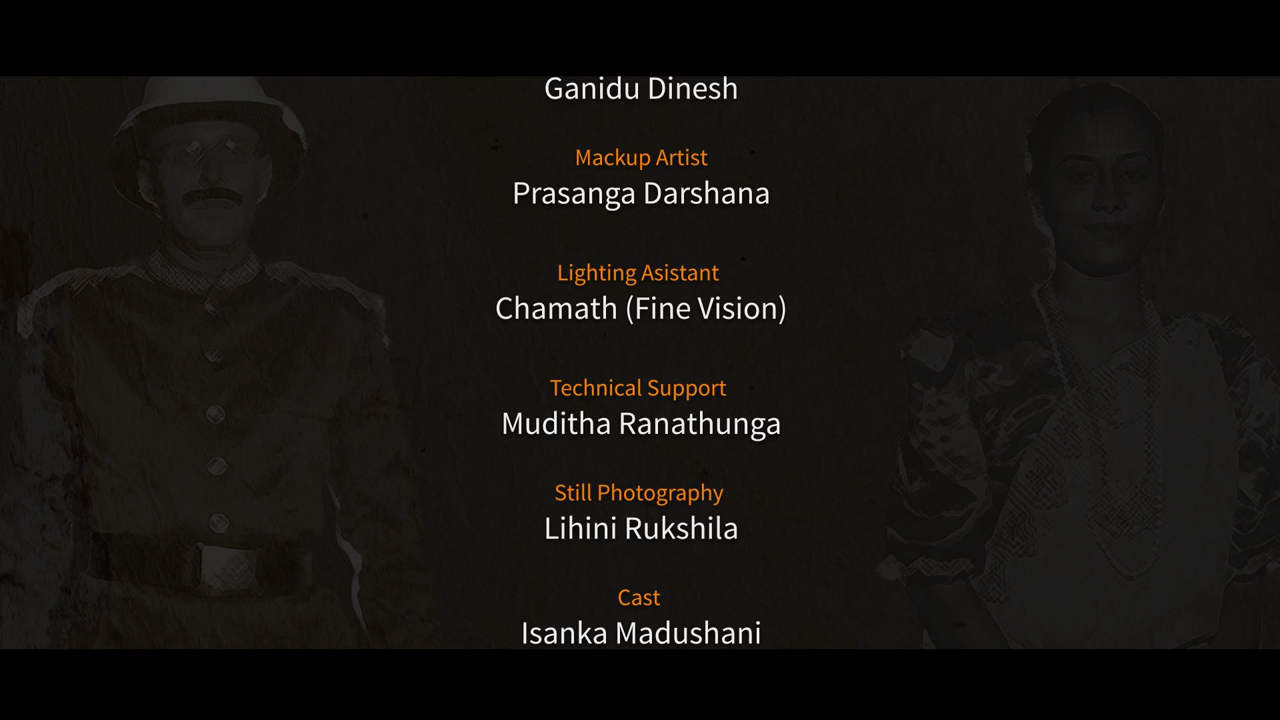 Ganidu Dinesh
Mackup Artist
Prasanga Darshana
Lighting Asistant
Chamath (Fine Vision)
Technical Support
Muditha Ranathunga
Still Photography
Lihini Rukshila
Cast
Isanka Madushani